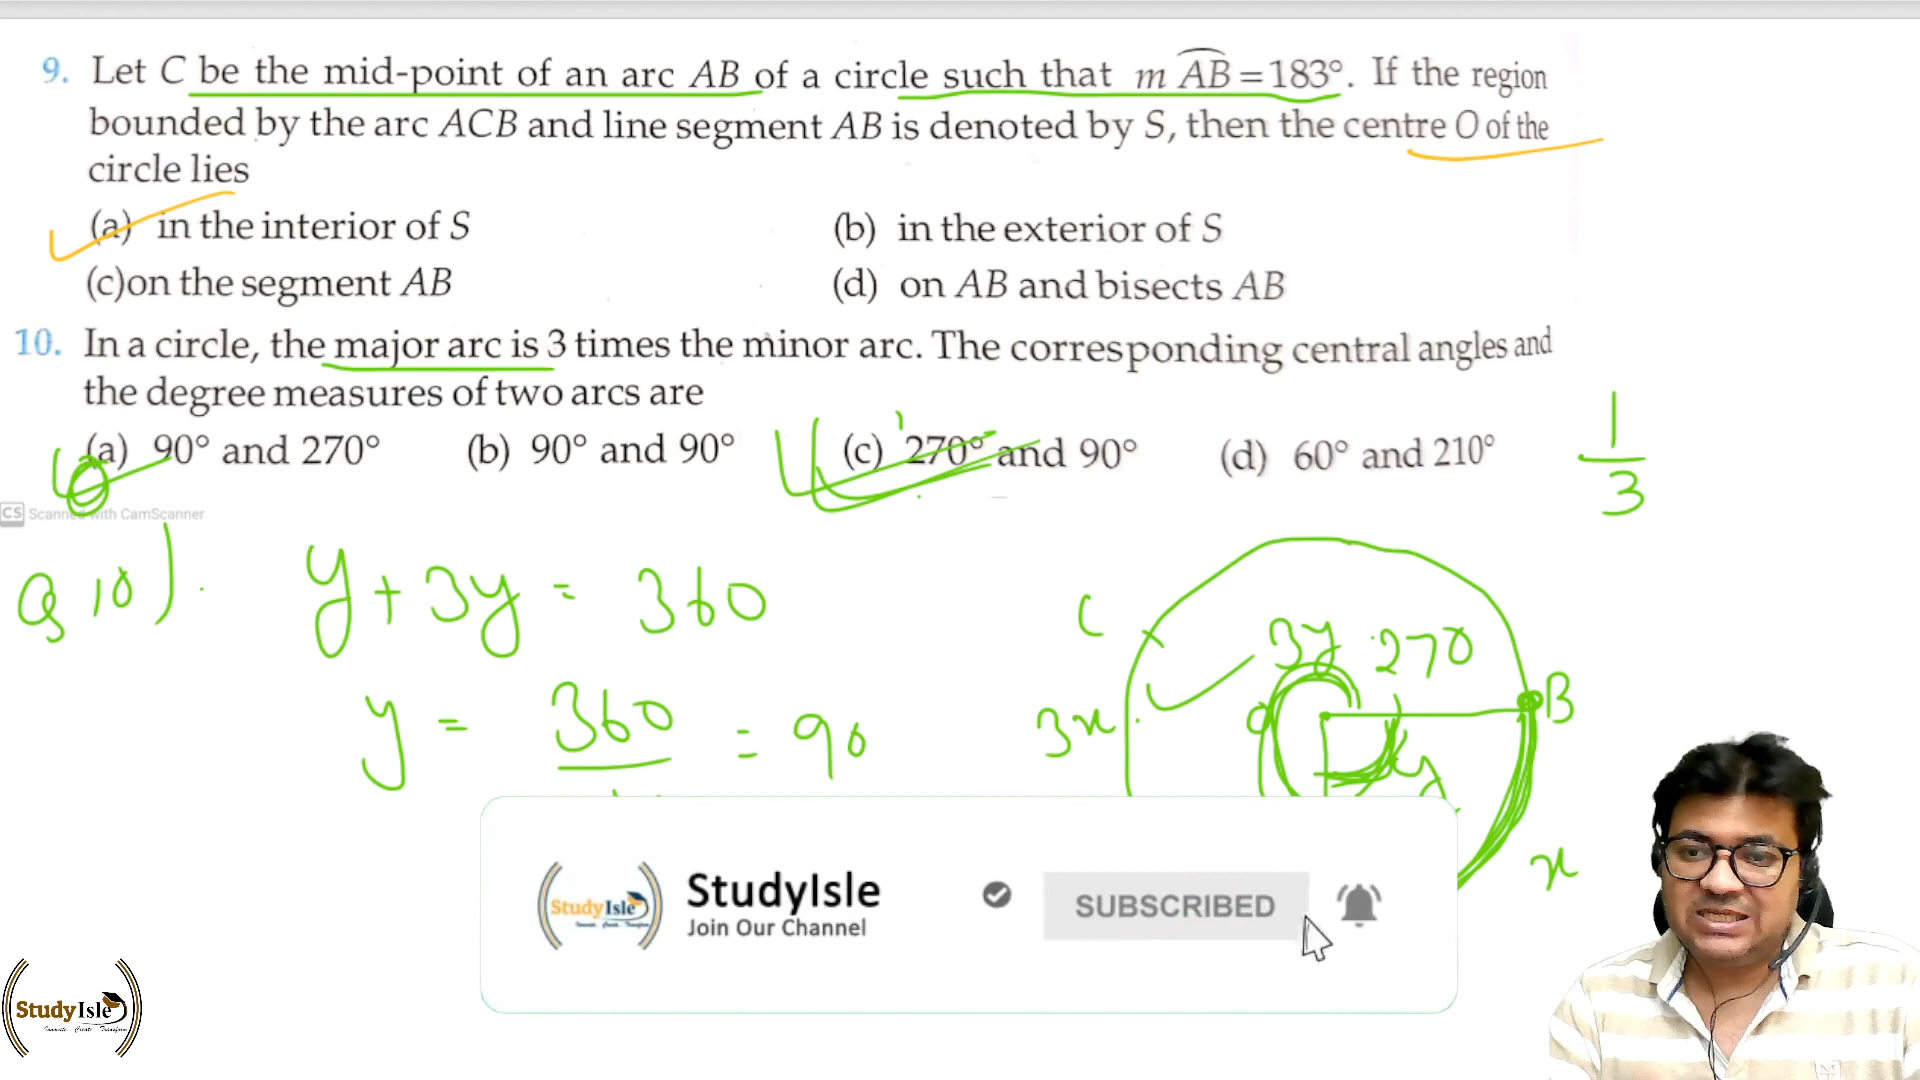 9. Let C be the mid-point of an arc AB of a circle such that m AB = 183°. If the region
bounded by the arc ACB and line segment AB is denoted by S, then the centre O of the
circle lies
(a) in the interior of S (b) in the exterior of S
(c)on the segment AB (d) on AB and bisects AB
10. In a circle, the major arc is 3 times the minor arc. The corresponding central angles and
the degree measures of two arcs are
(a) 90° and 270° (b) 90° and 90° (c) 270° and 90° (d) 60° and 210°
1
3
CS Scanned with CamScanner
Q 10). y + 3y = 360
C
3y 270
B
y = 360 = 90
3x
y
x
StudyIsle
StudyIsle
Join Our Channel
SUBSCRIBED
StudyIsle